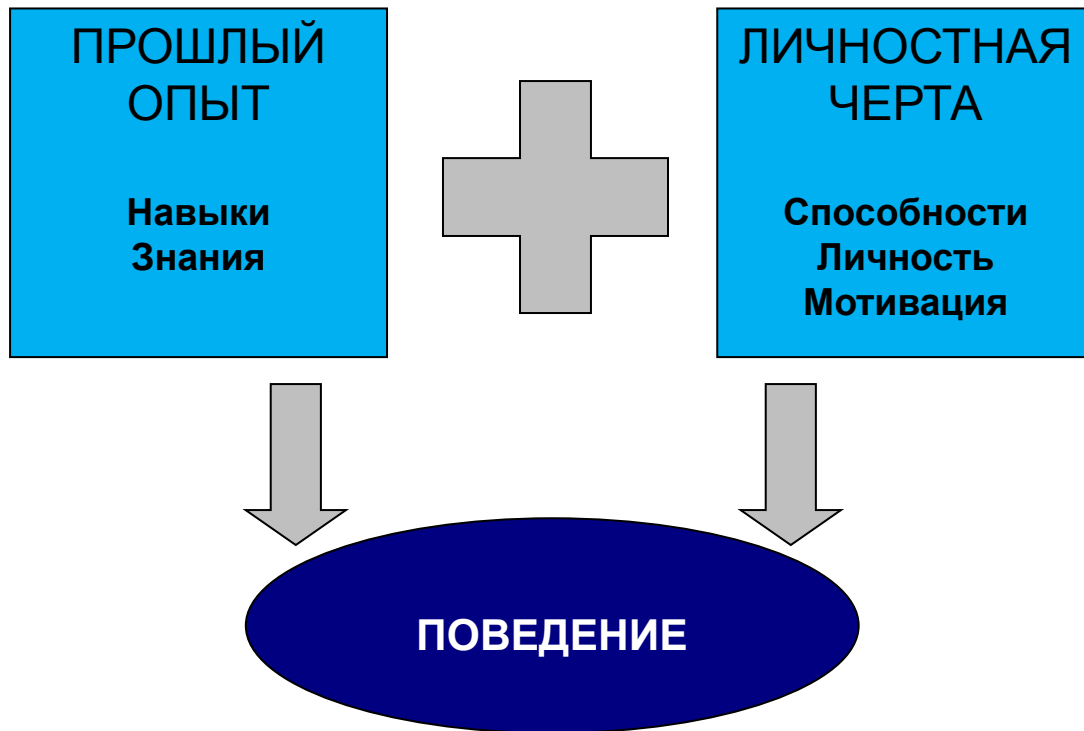 ПРОШЛЫЙ
ОПЫТ
Навыки
Знания
ЛИЧНОСТНАЯ
ЧЕРТА
Способности
Личность
Мотивация
ПОВЕДЕНИЕ